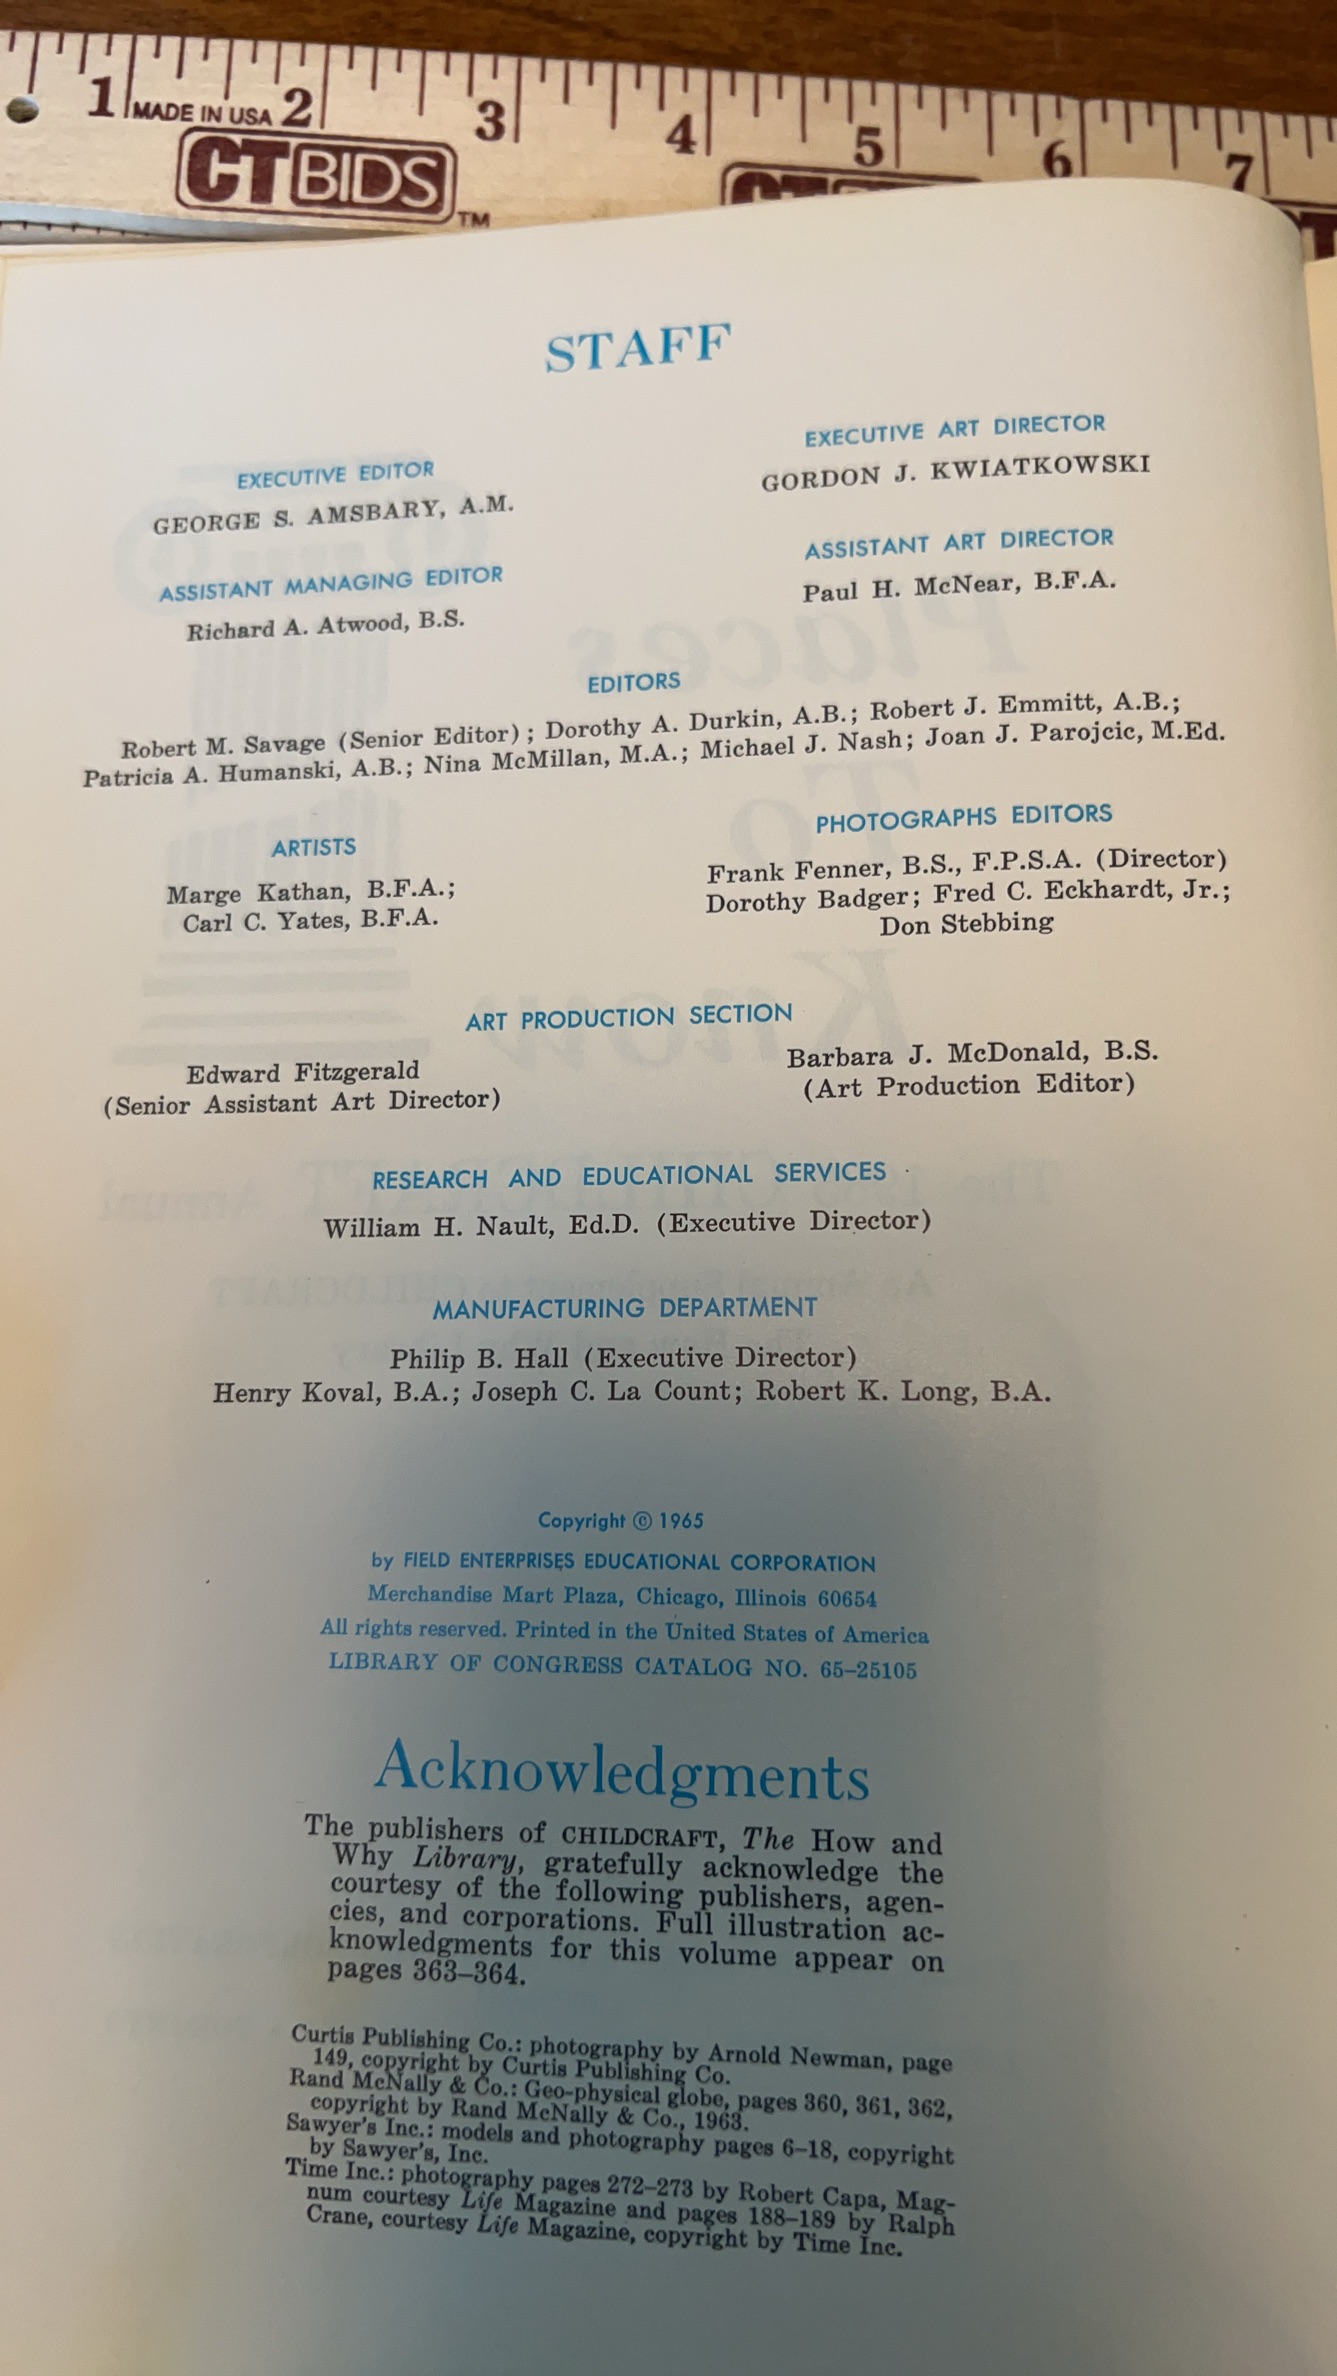 1 MADE IN USA 2 3 4 5 6 7
CTBIDS TM
STAFF
EXECUTIVE EDITOR
GEORGE S. AMSBARY, A.M.
EXECUTIVE ART DIRECTOR
GORDON J. KWIATKOWSKI
ASSISTANT MANAGING EDITOR
Richard A. Atwood, B.S.
ASSISTANT ART DIRECTOR
Paul H. McNear, B.F.A.
EDITORS
Robert M. Savage (Senior Editor); Dorothy A. Durkin, A.B.; Robert J. Emmitt, A.B.;
Patricia A. Humanski, A.B.; Nina McMillan, M.A.; Michael J. Nash; Joan J. Parojcic, M.Ed.
ARTISTS
Marge Kathan, B.F.A.;
Carl C. Yates, B.F.A.
PHOTOGRAPHS EDITORS
Frank Fenner, B.S., F.P.S.A. (Director)
Dorothy Badger; Fred C. Eckhardt, Jr.;
Don Stebbing
ART PRODUCTION SECTION
Edward Fitzgerald
(Senior Assistant Art Director)
Barbara J. McDonald, B.S.
(Art Production Editor)
RESEARCH AND EDUCATIONAL SERVICES
William H. Nault, Ed.D. (Executive Director)
MANUFACTURING DEPARTMENT
Philip B. Hall (Executive Director)
Henry Koval, B.A.; Joseph C. La Count; Robert K. Long, B.A.
Copyright © 1965
by FIELD ENTERPRISES EDUCATIONAL CORPORATION
Merchandise Mart Plaza, Chicago, Illinois 60654
All rights reserved. Printed in the United States of America
LIBRARY OF CONGRESS CATALOG NO. 65–25105
Acknowledgments
The publishers of CHILDCRAFT, The How and
Why Library, gratefully acknowledge the
courtesy of the following publishers, agen-
cies, and corporations. Full illustration ac-
knowledgments for this volume appear on
pages 363–364.
Curtis Publishing Co.: photography by Arnold Newman, page
149, copyright by Curtis Publishing Co.
Rand McNally & Co.: Geo-physical globe, pages 360, 361, 362,
copyright by Rand McNally & Co., 1963.
Sawyer's Inc.: models and photography pages 6–18, copyright
by Sawyer's, Inc.
Time Inc.: photography pages 272–273 by Robert Capa, Mag-
num courtesy Life Magazine and pages 188–189 by Ralph
Crane, courtesy Life Magazine, copyright by Time Inc.